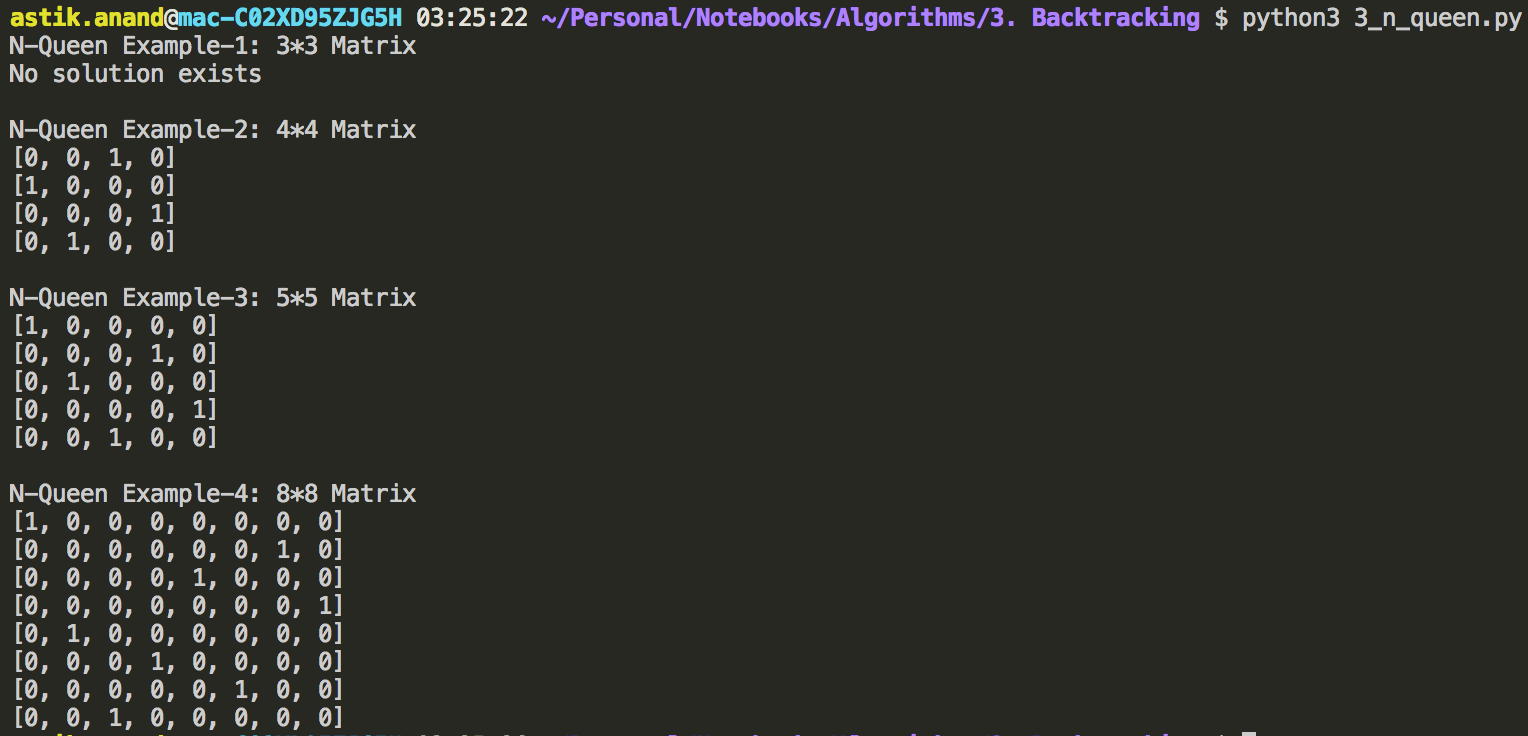 astik.anand@mac-C02XD95ZJG5H 03:25:22 ~/Personal/Notebooks/Algorithms/3. Backtracking $ python3 3_n_queen.py
N-Queen Example-1: 3*3 Matrix
No solution exists
N-Queen Example-2: 4*4 Matrix
[0, 0, 1, 0]
[1, 0, 0, 0]
[0, 0, 0, 1]
[0, 1, 0, 0]
N-Queen Example-3: 5*5 Matrix
[1, 0, 0, 0, 0]
[0, 0, 0, 1, 0]
[0, 1, 0, 0, 0]
[0, 0, 0, 0, 1]
[0, 0, 1, 0, 0]
N-Queen Example-4: 8*8 Matrix
[1, 0, 0, 0, 0, 0, 0, 0]
[0, 0, 0, 0, 0, 0, 1, 0]
[0, 0, 0, 0, 1, 0, 0, 0]
[0, 0, 0, 0, 0, 0, 0, 1]
[0, 1, 0, 0, 0, 0, 0, 0]
[0, 0, 0, 1, 0, 0, 0, 0]
[0, 0, 0, 0, 0, 1, 0, 0]
[0, 0, 1, 0, 0, 0, 0, 0]